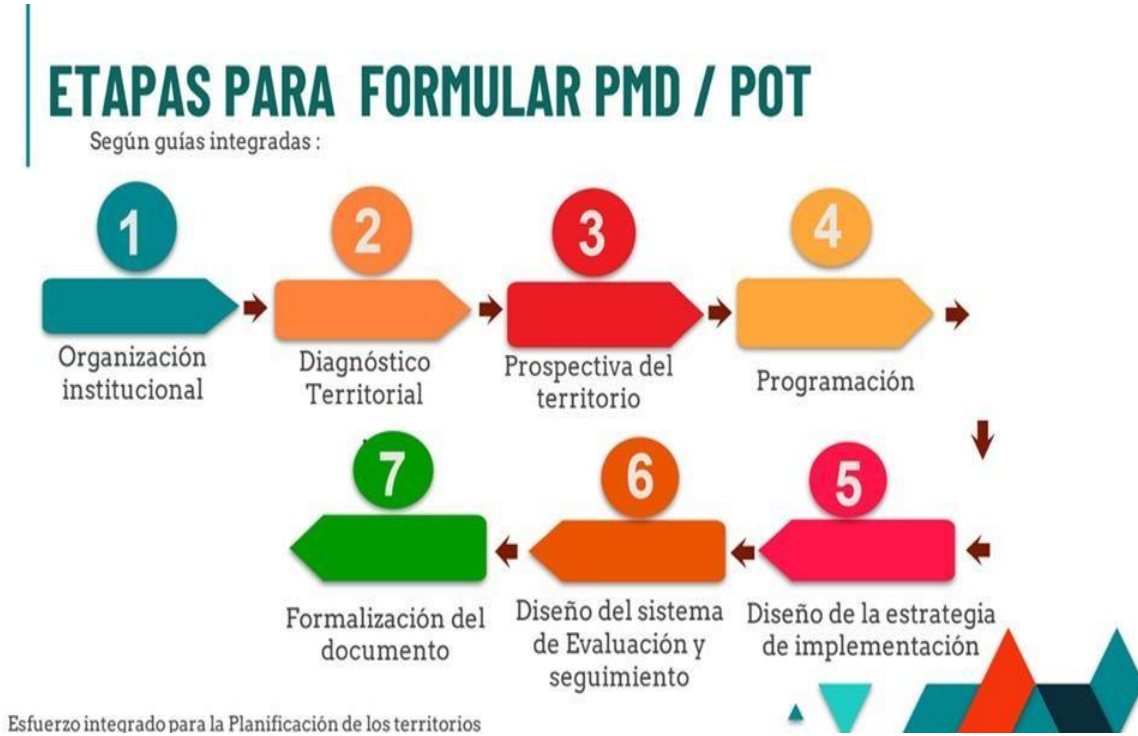 ETAPAS PARA FORMULAR PMD / POT
Según guías integradas :
1
2
3
4
Organización
institucional
Diagnóstico
Territorial
Prospectiva del
territorio
Programación
7
6
5
Formalización del
documento
Diseño del sistema
de Evaluación y
seguimiento
Diseño de la estrategia
de implementación
Esfuerzo integrado para la Planificación de los territorios